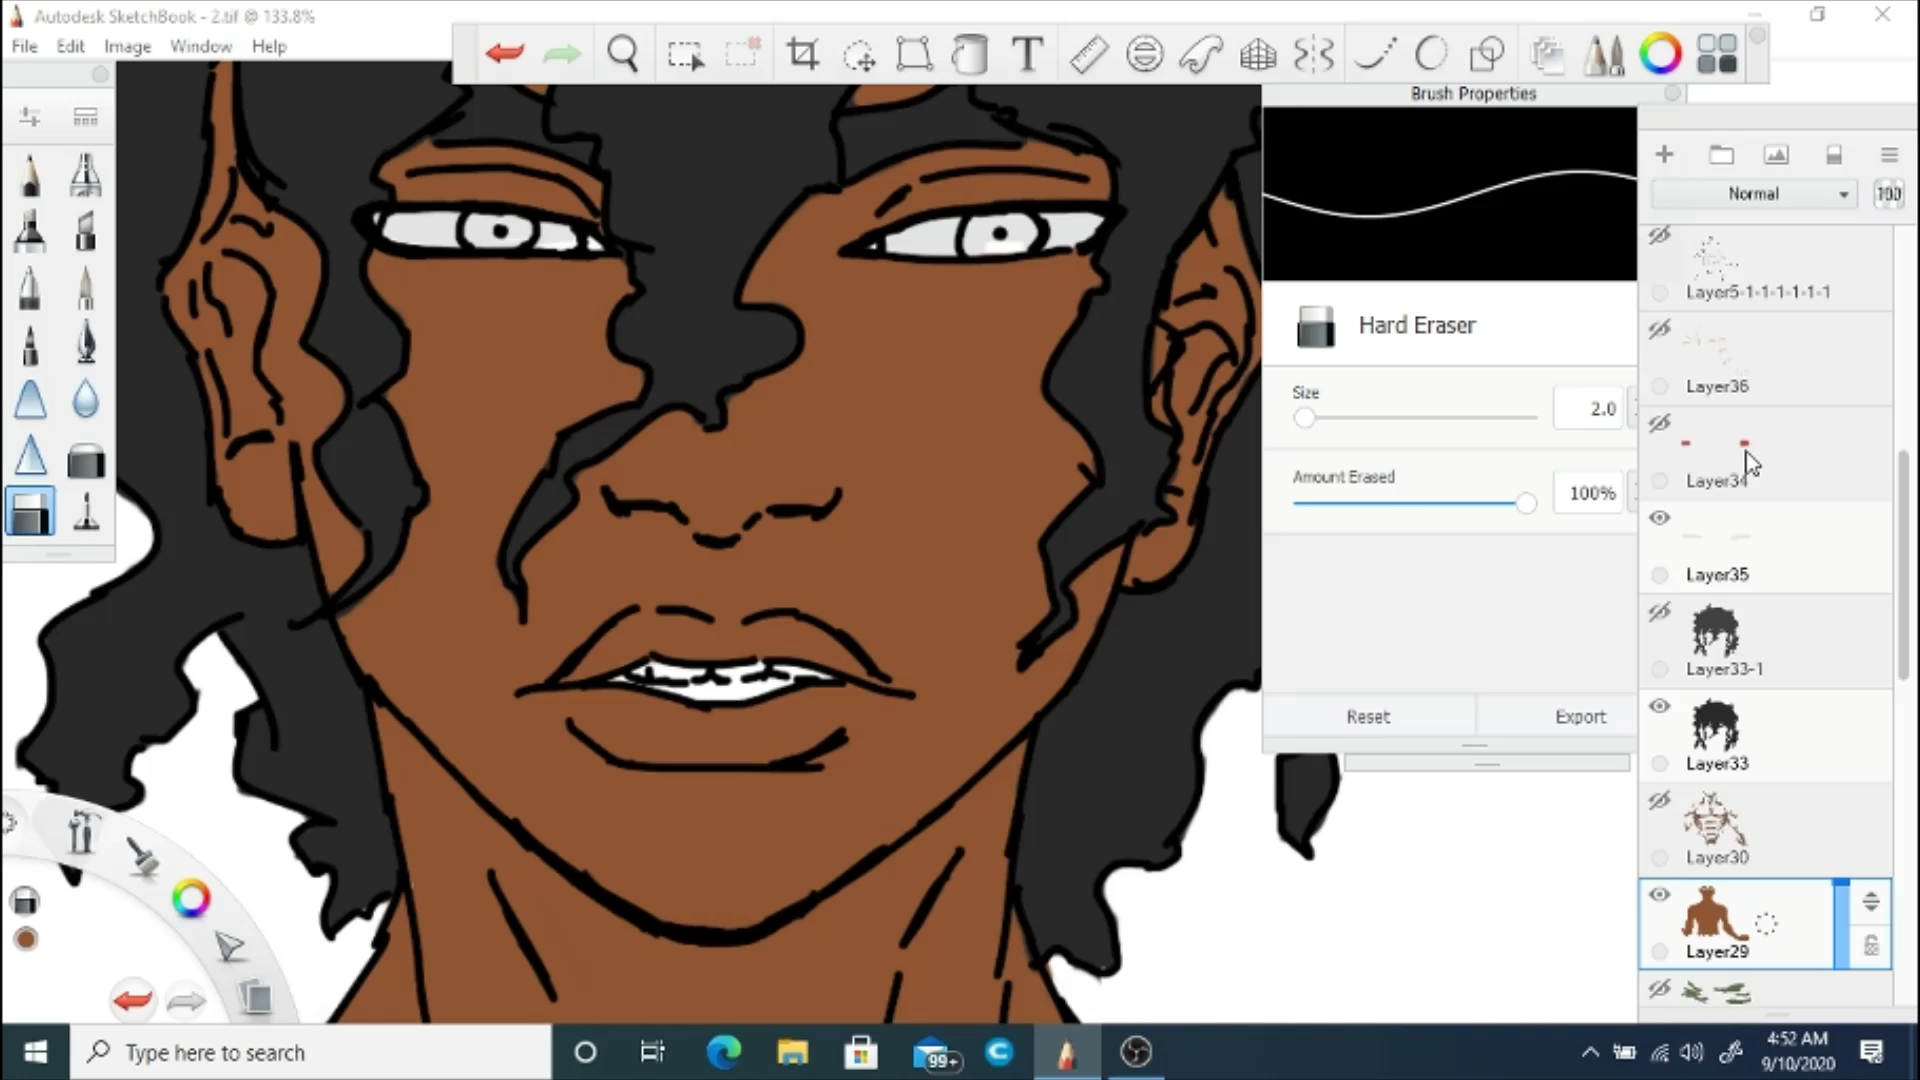 Autodesk SketchBook - 2.tif @ 133.8%
File Edit Image Window Help
T
Brush Properties
Normal 100
Hard Eraser
Size
2.0
Amount Erased
100%
Reset Export
Layer5-1-1-1-1-1-1
Layer36
Layer34
Layer35
Layer33-1
Layer33
Layer30
Layer29
Type here to search
99+
4:52 AM
9/10/2020